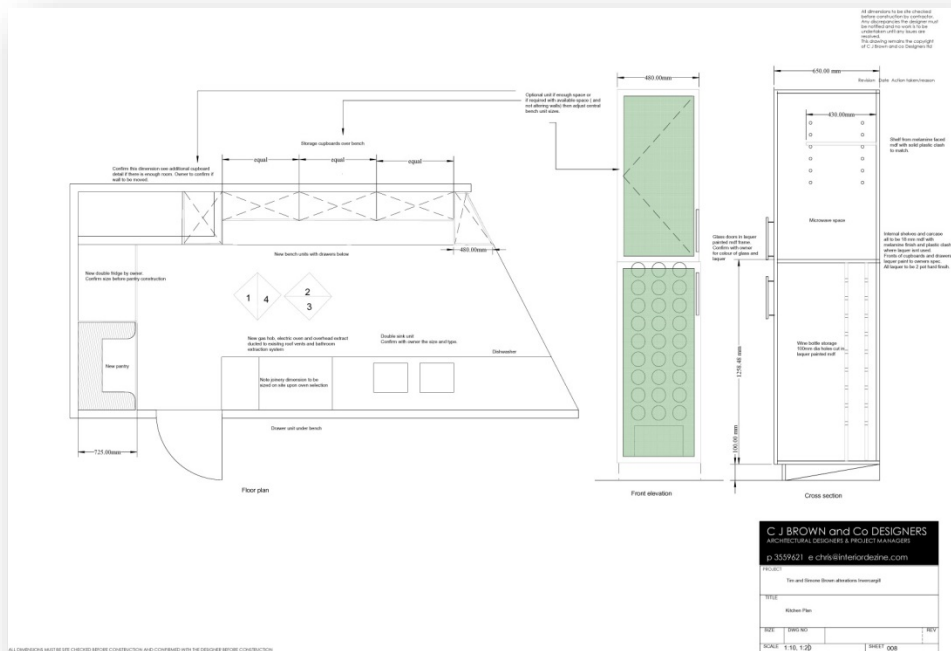 All dimensions to be site checked
before construction by contractor.
Any discrepancies the designer must
be notified and no work is to be
undertaken until any issues are
resolved.
This drawing remains the copyright
of C J Brown and co Designers ltd
Revision Date Action taken/reason
480.00mm
650.00 mm
430.00mm
Optional unit if enough space or
if required with available space ( and
not altering walls) then adjust central
bench unit sizes.
Storage cupboards over bench
equal
equal
equal
Confirm this dimension see additional cupboard
detail if there is enough room. Owner to confirm if
wall to be moved.
Shelf from melamine faced
mdf with solid plastic clash
to match.
Microwave space
480.00mm
New bench units with drawers below
Glass doors in laquer
painted mdf frame.
Confirm with owner
for colour of glass and
laquer
Internal shelves and carcase
all to be 18 mm mdf with
melamine finish and plastic clash
where laquer isnt used.
Fronts of cupboards and drawers
laquer paint to owners spec.
All laquer to be 2 pot hard finish.
New double fridge by owner.
Confirm size before pantry construction
1
4
2
3
New gas hob, electric oven and overhead extract
ducted to existing roof vents and bathroom
extraction system.
Double sink unit
Confirm with owner the size and type.
Dishwasher
Wine bottle storage
100mm dia holes cut in
laquer painted mdf
1258.48 mm
New pantry
Note joinery dimension to be
sized on site upon oven selection
Drawer unit under bench
725.00mm
100.00 mm
Floor plan
Front elevation
Cross section
C J BROWN and Co DESIGNERS
ARCHITECTURAL DESIGNERS & PROJECT MANAGERS
p 3559621 e chris@interiordezine.com
PROJECT
Tim and Simone Brown alterations Invercargill
TITLE
Kitchen Plan
SIZE DWG NO REV
SCALE 1:10, 1:20 SHEET 008
ALL DIMENSIONS MUST BE SITE CHECKED BEFORE CONSTRUCTION AND CONFIRMED WITH THE DESIGNER BEFORE CONSTRUCTION